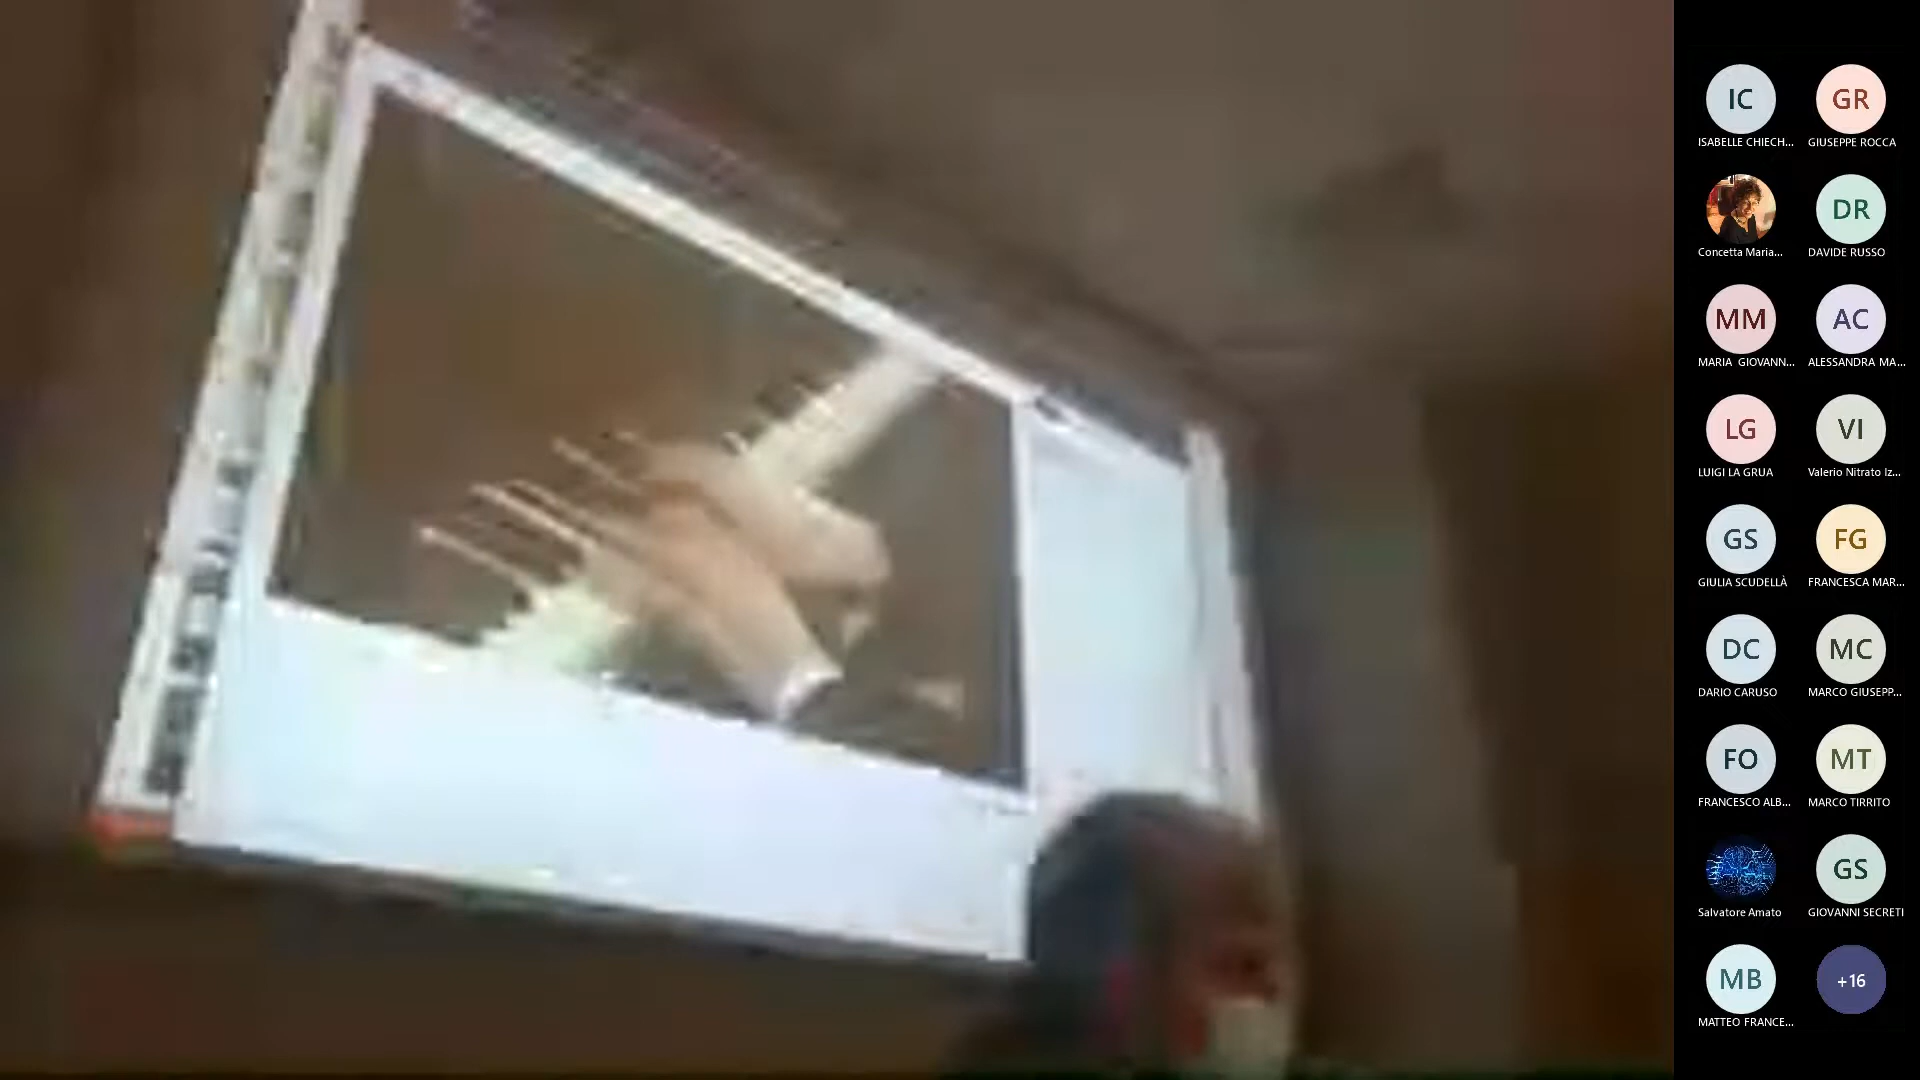 IC
GR
ISABELLE CHIECH...
GIUSEPPE ROCCA
DR
Concetta Maria...
DAVIDE RUSSO
MM
AC
MARIA GIOVANN...
ALESSANDRA MA...
LG
VI
LUIGI LA GRUA
Valerio Nitrato Iz...
GS
FG
GIULIA SCUDELLÀ
FRANCESCA MAR...
DC
MC
DARIO CARUSO
MARCO GIUSEPP...
FO
MT
FRANCESCO ALB...
MARCO TIRRITO
GS
Salvatore Amato
GIOVANNI SECRETI
MB
+16
MATTEO FRANCE...